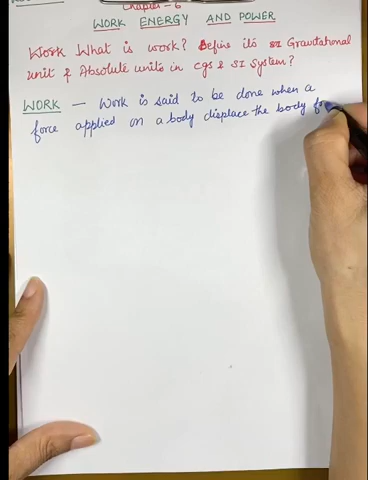 Chapter - 6
WORK ENERGY AND POWER
Work What is work? Define its SI Gravitational
unit & Absolute units in cgs & SI System?
WORK — Work is said to be done when a
force applied on a body displace the body